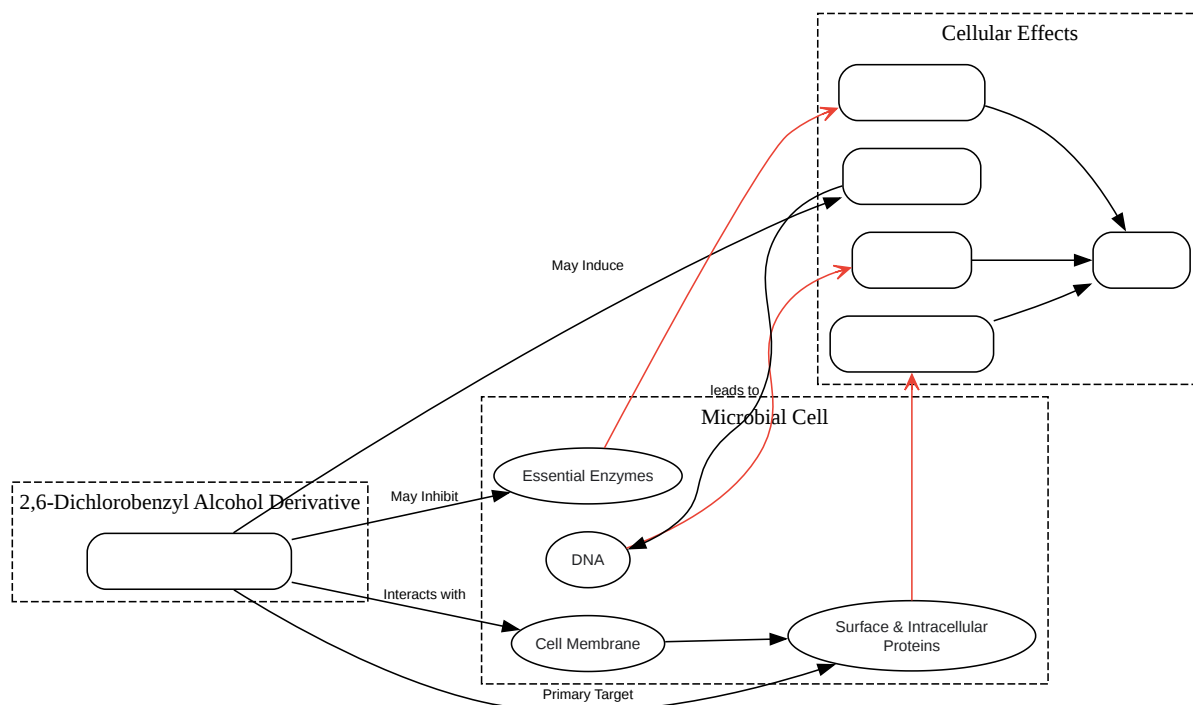 Cellular Effects
May Induce
leads to
Microbial Cell
Essential Enzymes
2,6-Dichlorobenzyl Alcohol Derivative
May Inhibit
DNA
Interacts with
Cell Membrane
Surface & Intracellular
Proteins
Primary Target